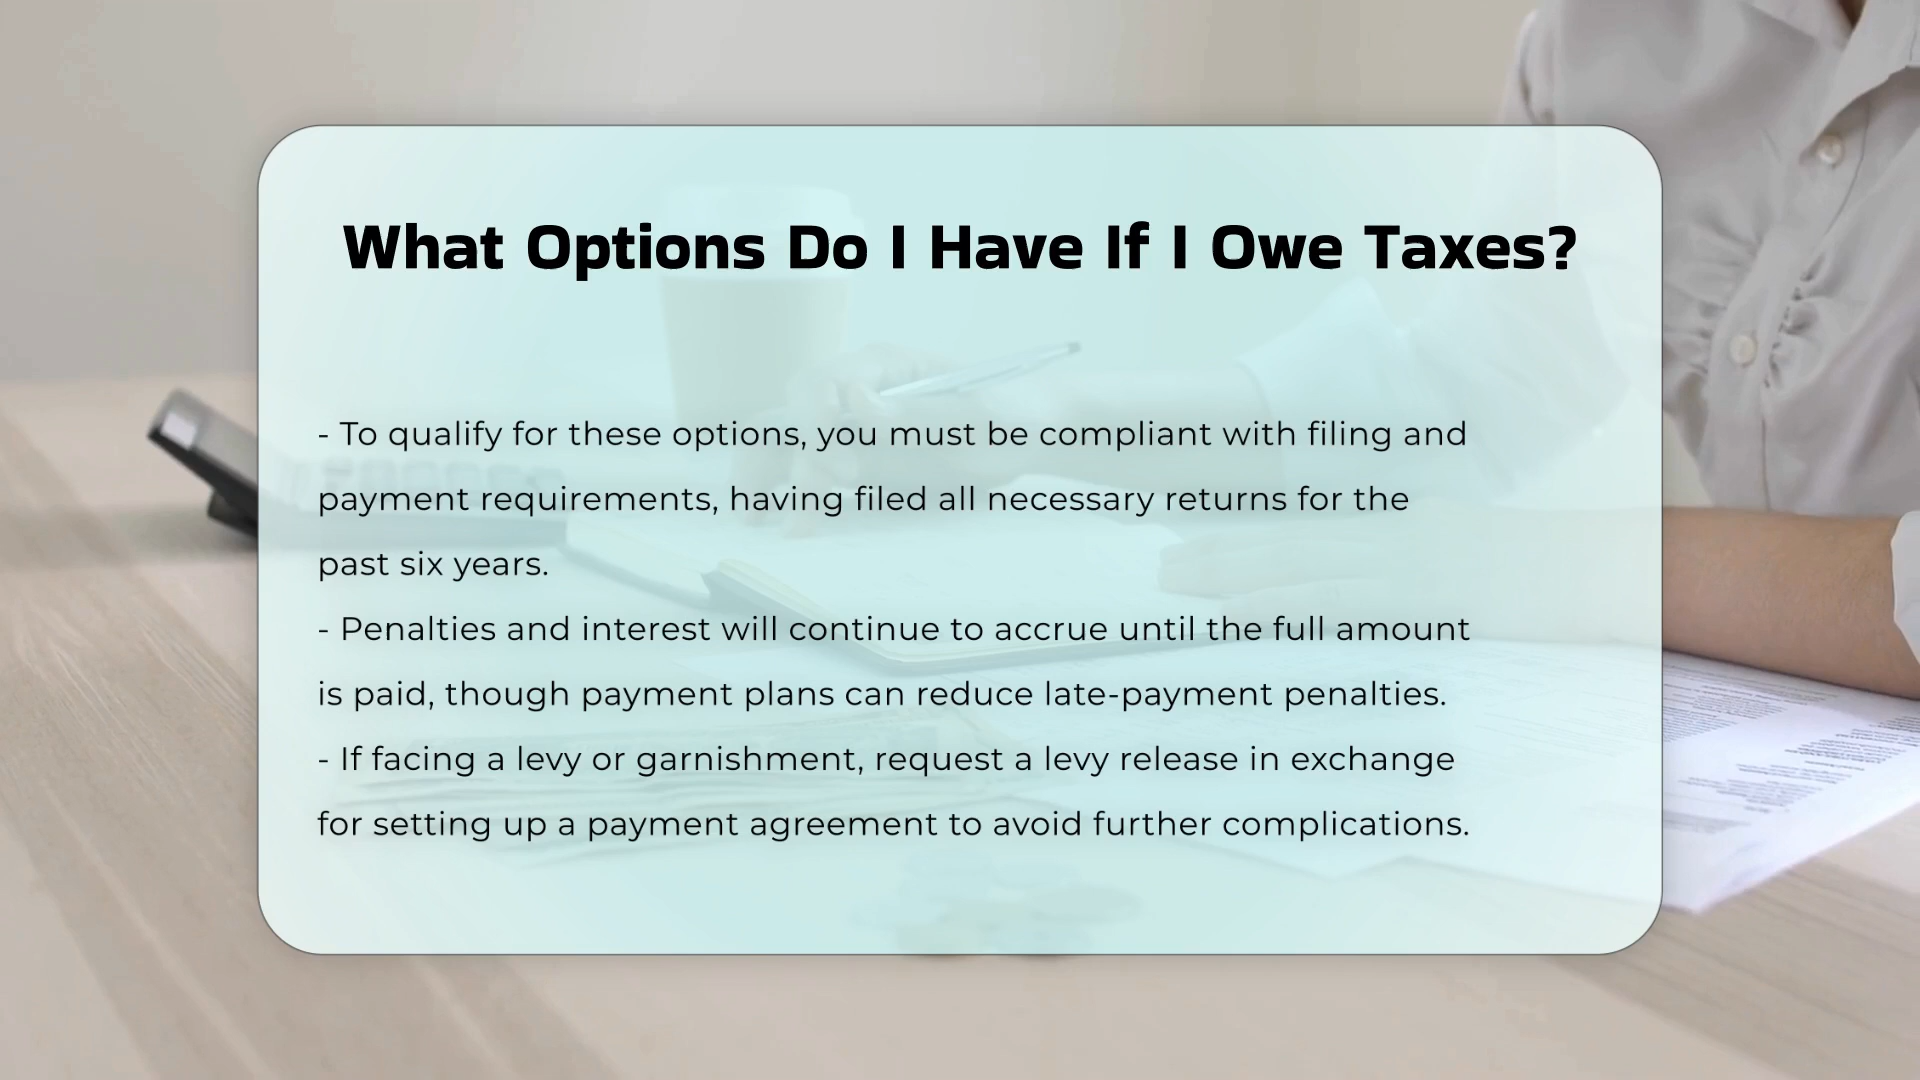 What Options Do I Have If I Owe Taxes?
- To qualify for these options, you must be compliant with filing and
payment requirements, having filed all necessary returns for the
past six years.
- Penalties and interest will continue to accrue until the full amount
is paid, though payment plans can reduce late-payment penalties.
- If facing a levy or garnishment, request a levy release in exchange
for setting up a payment agreement to avoid further complications.